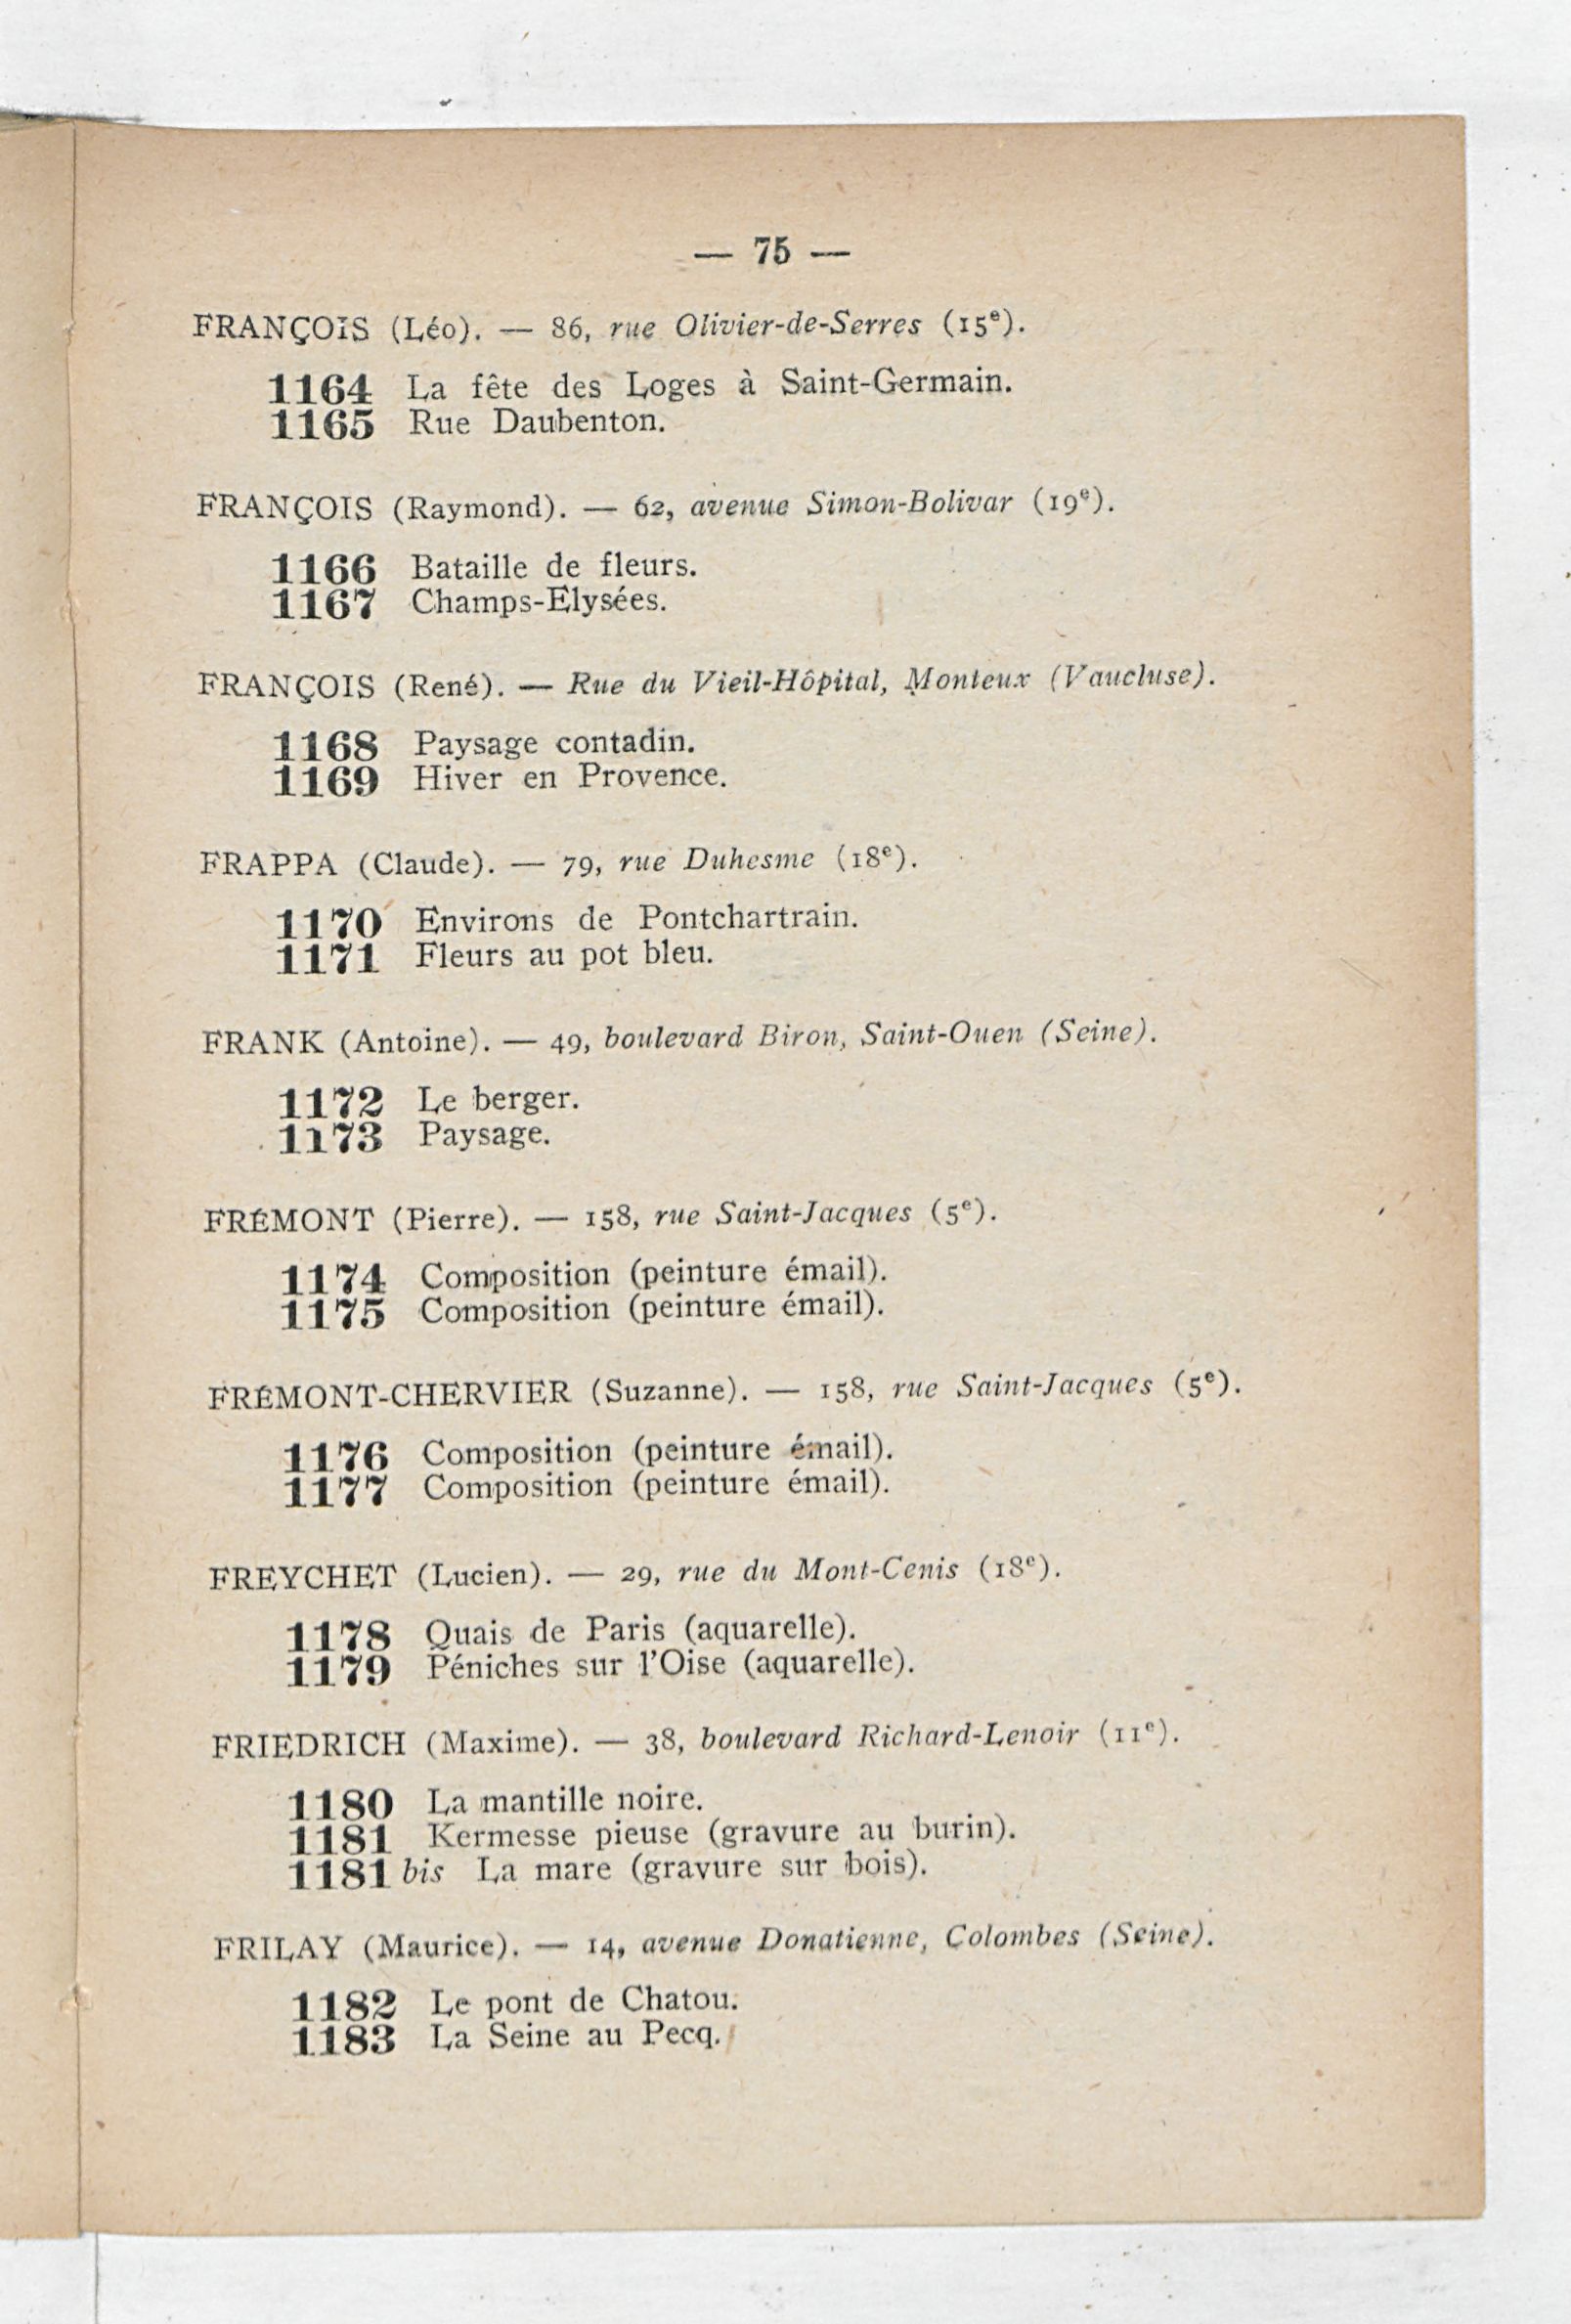 — 75 —
FRANÇOIS (Léo). — 86, rue Olivier-de-Serres (15e).
1164 La fête des Loges à Saint-Germain.
1165 Rue Daubenton.
FRANÇOIS (Raymond). — 62, avenue Simon-Bolivar (19e).
1166 Bataille de fleurs.
1167 Champs-Elysées.
FRANÇOIS (René). — Rue du Vieil-Hôpital, Monteux (Vaucluse).
1168 Paysage contadin.
1169 Hiver en Provence.
FRAPPA (Claude). — 79, rue Duhesme (18e).
1170 Environs de Pontchartrain.
1171 Fleurs au pot bleu.
FRANK (Antoine). — 49, boulevard Biron, Saint-Ouen (Seine).
1172 Le berger.
1173 Paysage.
FRÉMONT (Pierre). — 158, rue Saint-Jacques (5e).
1174 Composition (peinture émail).
1175 Composition (peinture émail).
FRÉMONT-CHERVIER (Suzanne). — 158, rue Saint-Jacques (5e).
1176 Composition (peinture émail).
1177 Composition (peinture émail).
FREYCHET (Lucien). — 29, rue du Mont-Cenis (18e).
1178 Quais de Paris (aquarelle).
1179 Péniches sur l'Oise (aquarelle).
FRIEDRICH (Maxime). — 38, boulevard Richard-Lenoir (11e).
1180 La mantille noire.
1181 Kermesse pieuse (gravure au burin).
1181 bis La mare (gravure sur bois).
FRILAY (Maurice). — 14, avenue Donatienne, Colombes (Seine).
1182 Le pont de Chatou.
1183 La Seine au Pecq.